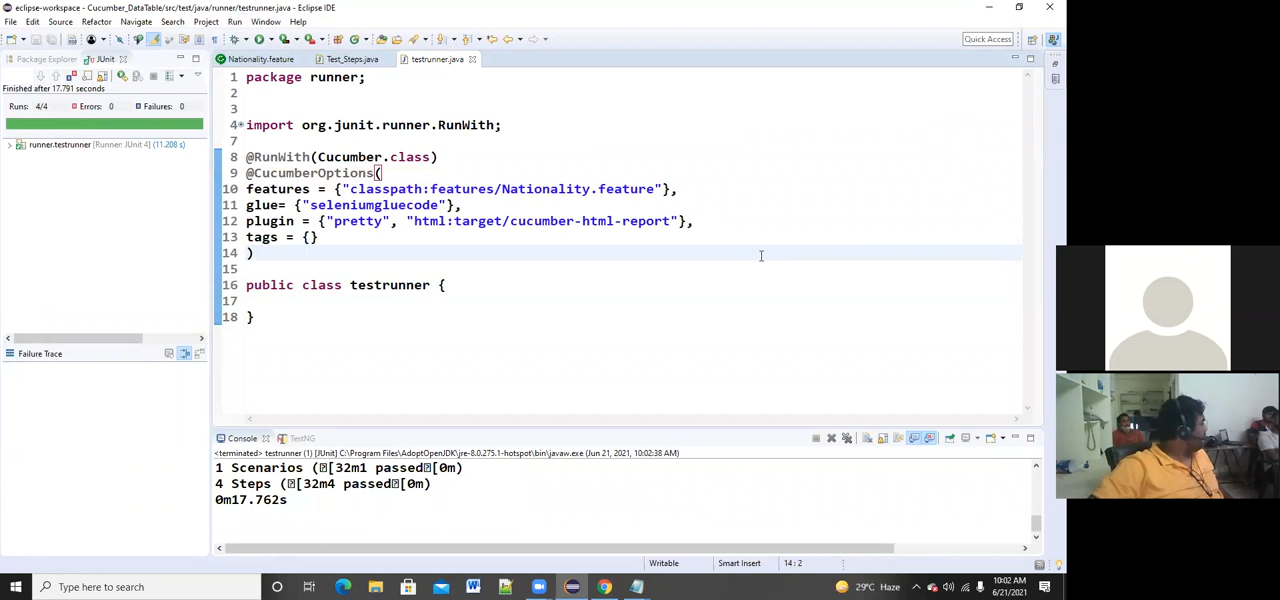 eclipse-workspace - Cucumber_DataTable/src/test/java/runner/testrunner.java - Eclipse IDE
File Edit Source Refactor Navigate Search Project Run Window Help
Quick Access
Package Explorer JUnit
Nationality.feature Test_Steps.java testrunner.java
Finished after 17.791 seconds
Runs: 4/4 Errors: 0 Failures: 0
runner.testrunner [Runner: JUnit 4] (11.208 s)
Failure Trace
1 package runner;
2
3
4 import org.junit.runner.RunWith;
7
8 @RunWith(Cucumber.class)
9 @CucumberOptions(
10 features = {"classpath:features/Nationality.feature"},
11 glue= {"seleniumgluecode"},
12 plugin = {"pretty", "html:target/cucumber-html-report"},
13 tags = {}
14 )
15
16 public class testrunner {
17
18 }
Console TestNG
<terminated> testrunner (1) [JUnit] C:\Program Files\AdoptOpenJDK\jre-8.0.275.1-hotspot\bin\javaw.exe (Jun 21, 2021, 10:02:38 AM)
1 Scenarios ([32m1 passed[0m)
4 Steps ([32m4 passed[0m)
0m17.762s
Writable Smart Insert 14 : 2
Type here to search
29°C Haze
10:02 AM
6/21/2021